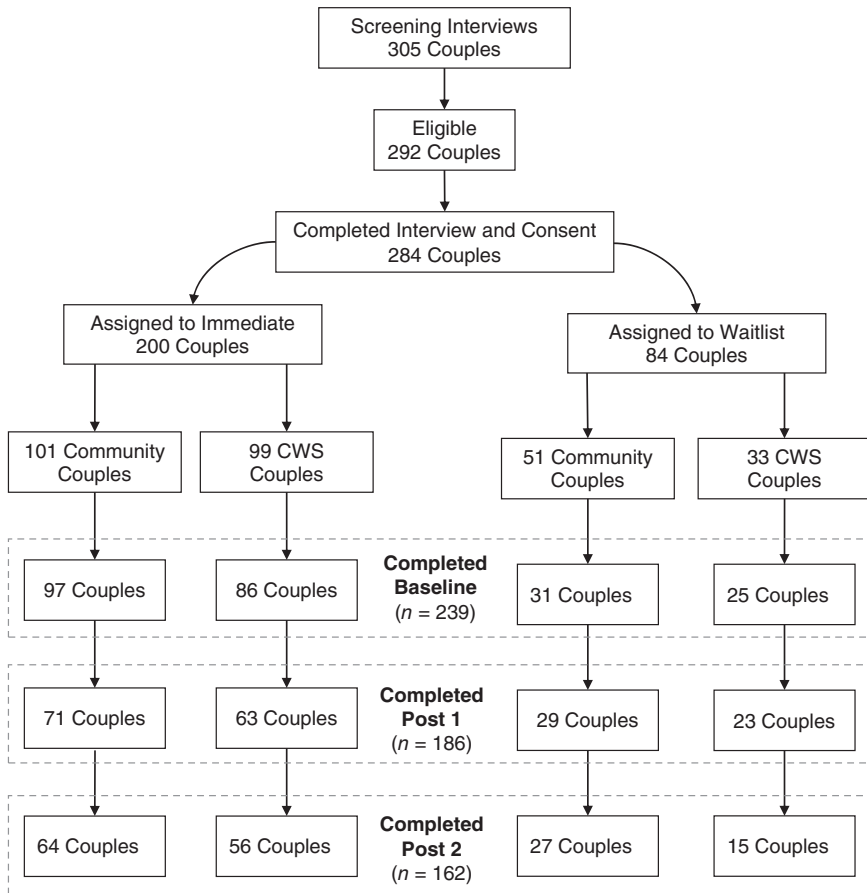 Screening Interviews
305 Couples
Eligible
292 Couples
Completed Interview and Consent
284 Couples
Assigned to Immediate
200 Couples
Assigned to Waitlist
84 Couples
101 Community
Couples
99 CWS
Couples
51 Community
Couples
33 CWS
Couples
97 Couples
86 Couples
Completed
Baseline
(n = 239)
31 Couples
25 Couples
71 Couples
63 Couples
Completed
Post 1
(n = 186)
29 Couples
23 Couples
64 Couples
56 Couples
Completed
Post 2
(n = 162)
27 Couples
15 Couples